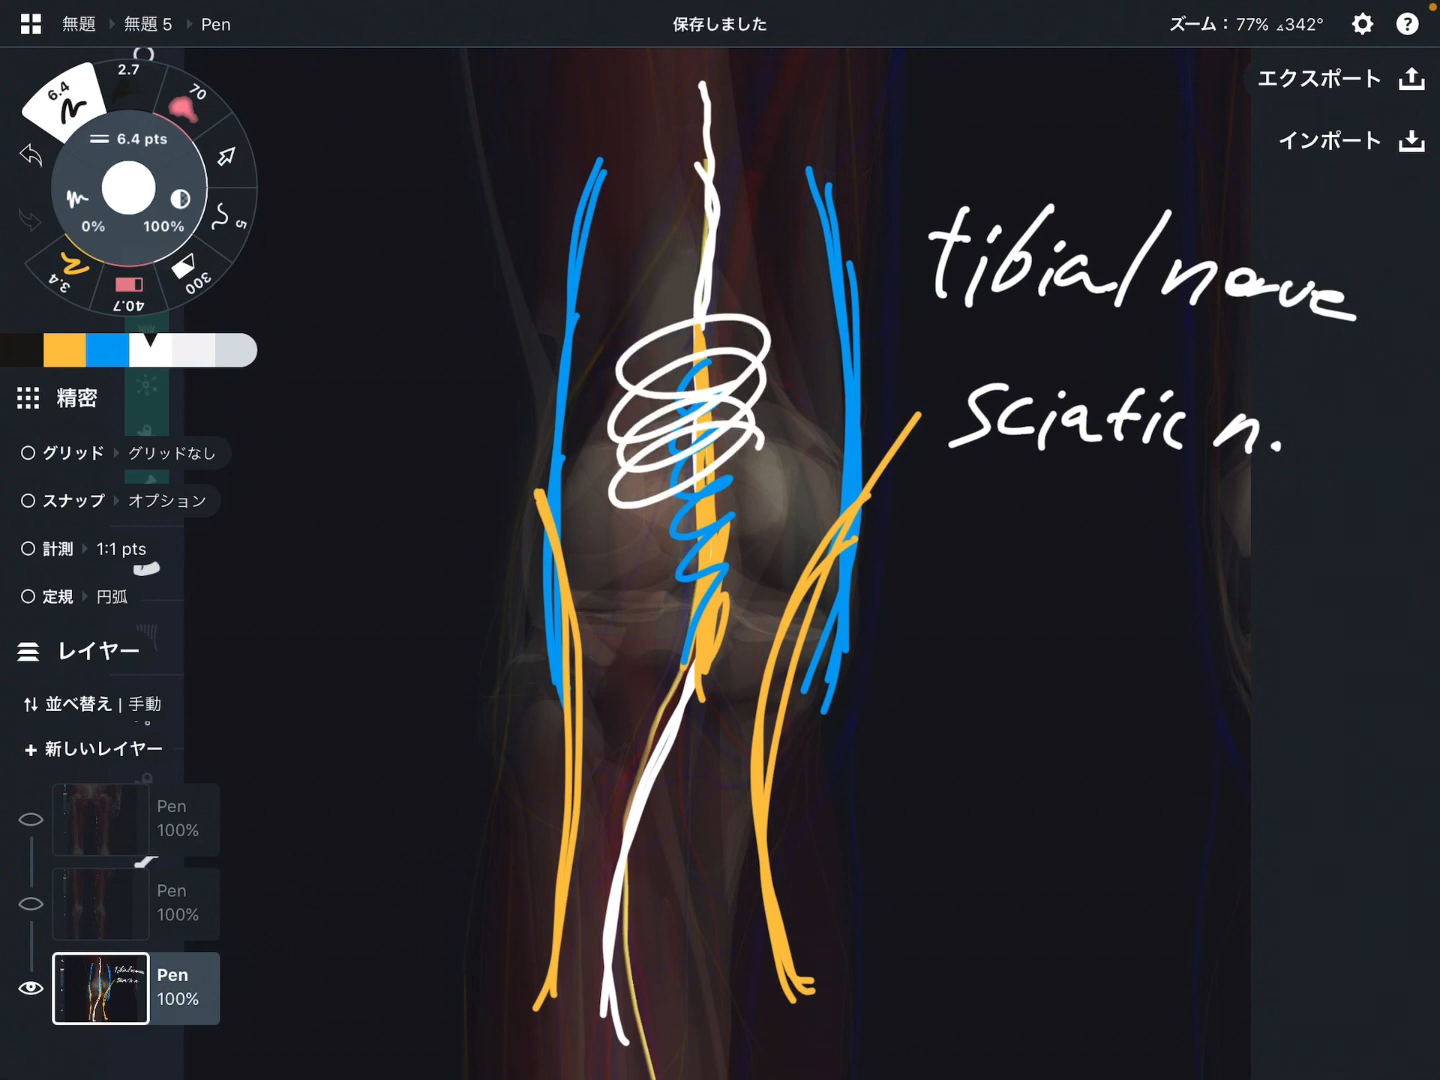 無題 無題 5 Pen
保存しました
ズーム： 77% ⦟342°
エクスポート
インポート
6.4
2.7
70
6.4 pts
0%
100%
5
300
40.7
3.4
精密
グリッド グリッドなし
スナップ オプション
計測 1:1 pts
定規 円弧
レイヤー
並べ替え | 手動
+ 新しいレイヤー
Pen
100%
Pen
100%
Pen
100%
tibial nerve
sciatic n.